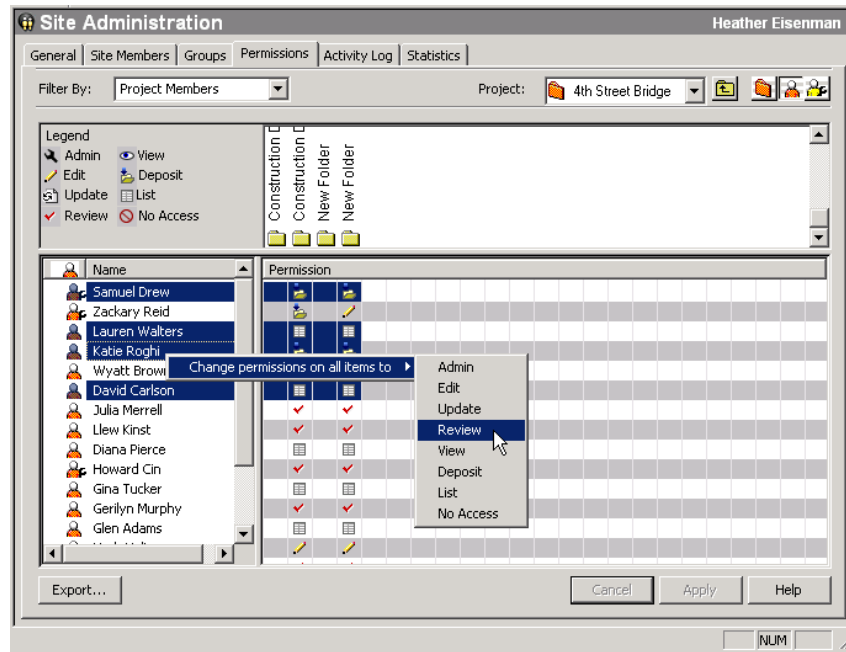 Site Administration Heather Eisenman
General Site Members Groups Permissions Activity Log Statistics
Filter By: Project Members Project: 4th Street Bridge
Legend
Admin View
Edit Deposit
Update List
Review No Access
Construction
Construction
New Folder
New Folder
Name Permission
Samuel Drew
Zackary Reid
Lauren Walters
Katie Roghi
Wyatt
David Carlson
Julia Merrell
Llew Kinst
Diana Pierce
Howard Cin
Gina Tucker
Gerilyn Murphy
Glen Adams
Change permissions on all items to
Admin
Edit
Update
Review
View
Deposit
List
No Access
Export... Cancel Apply Help
NUM